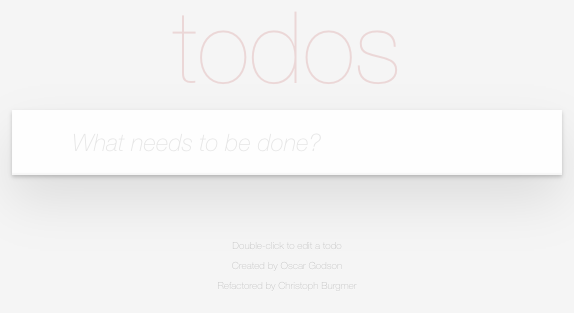 todos
What needs to be done?
Double-click to edit a todo
Created by Oscar Godson
Refactored by Christoph Burgmer